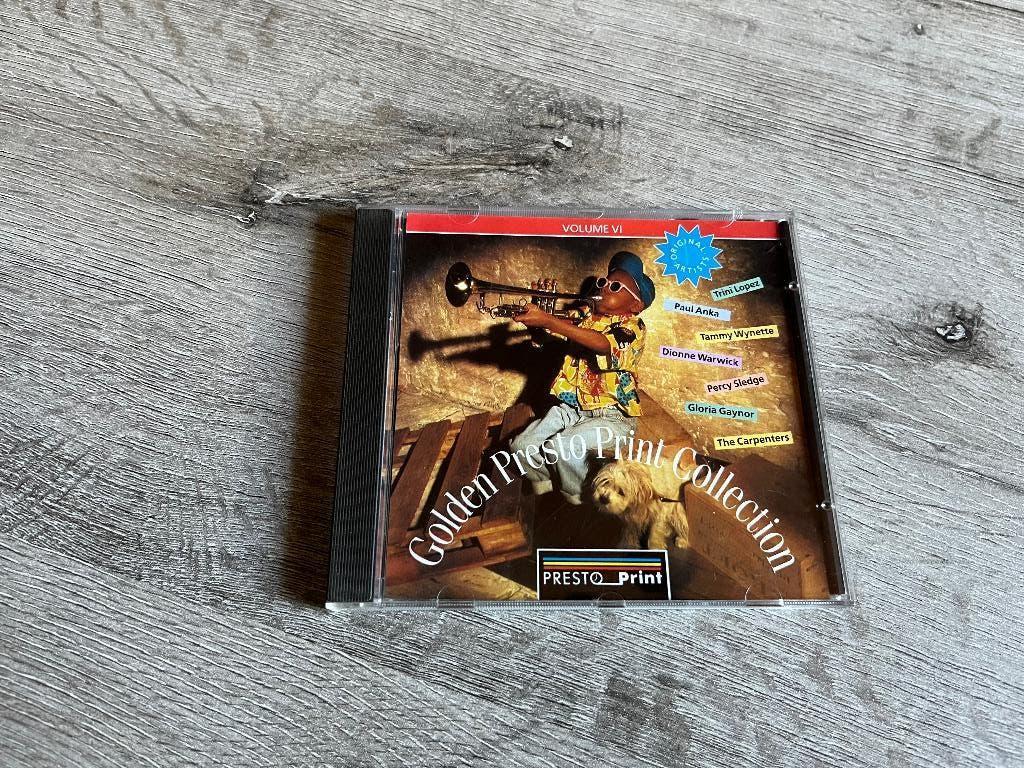 VOLUME VI
ORIGINAL ARTISTS
Trini Lopez
Paul Anka
Tammy Wynette
Dionne Warwick
Percy Sledge
Gloria Gaynor
The Carpenters
Golden Presto Print Collection
PRESTO Print